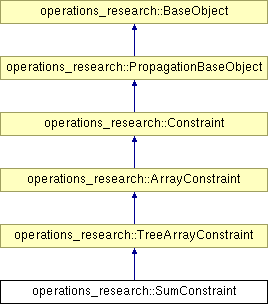 operations_research::BaseObject
operations_research::PropagationBaseObject
operations_research::Constraint
operations_research::ArrayConstraint
operations_research::TreeArrayConstraint
operations_research::SumConstraint